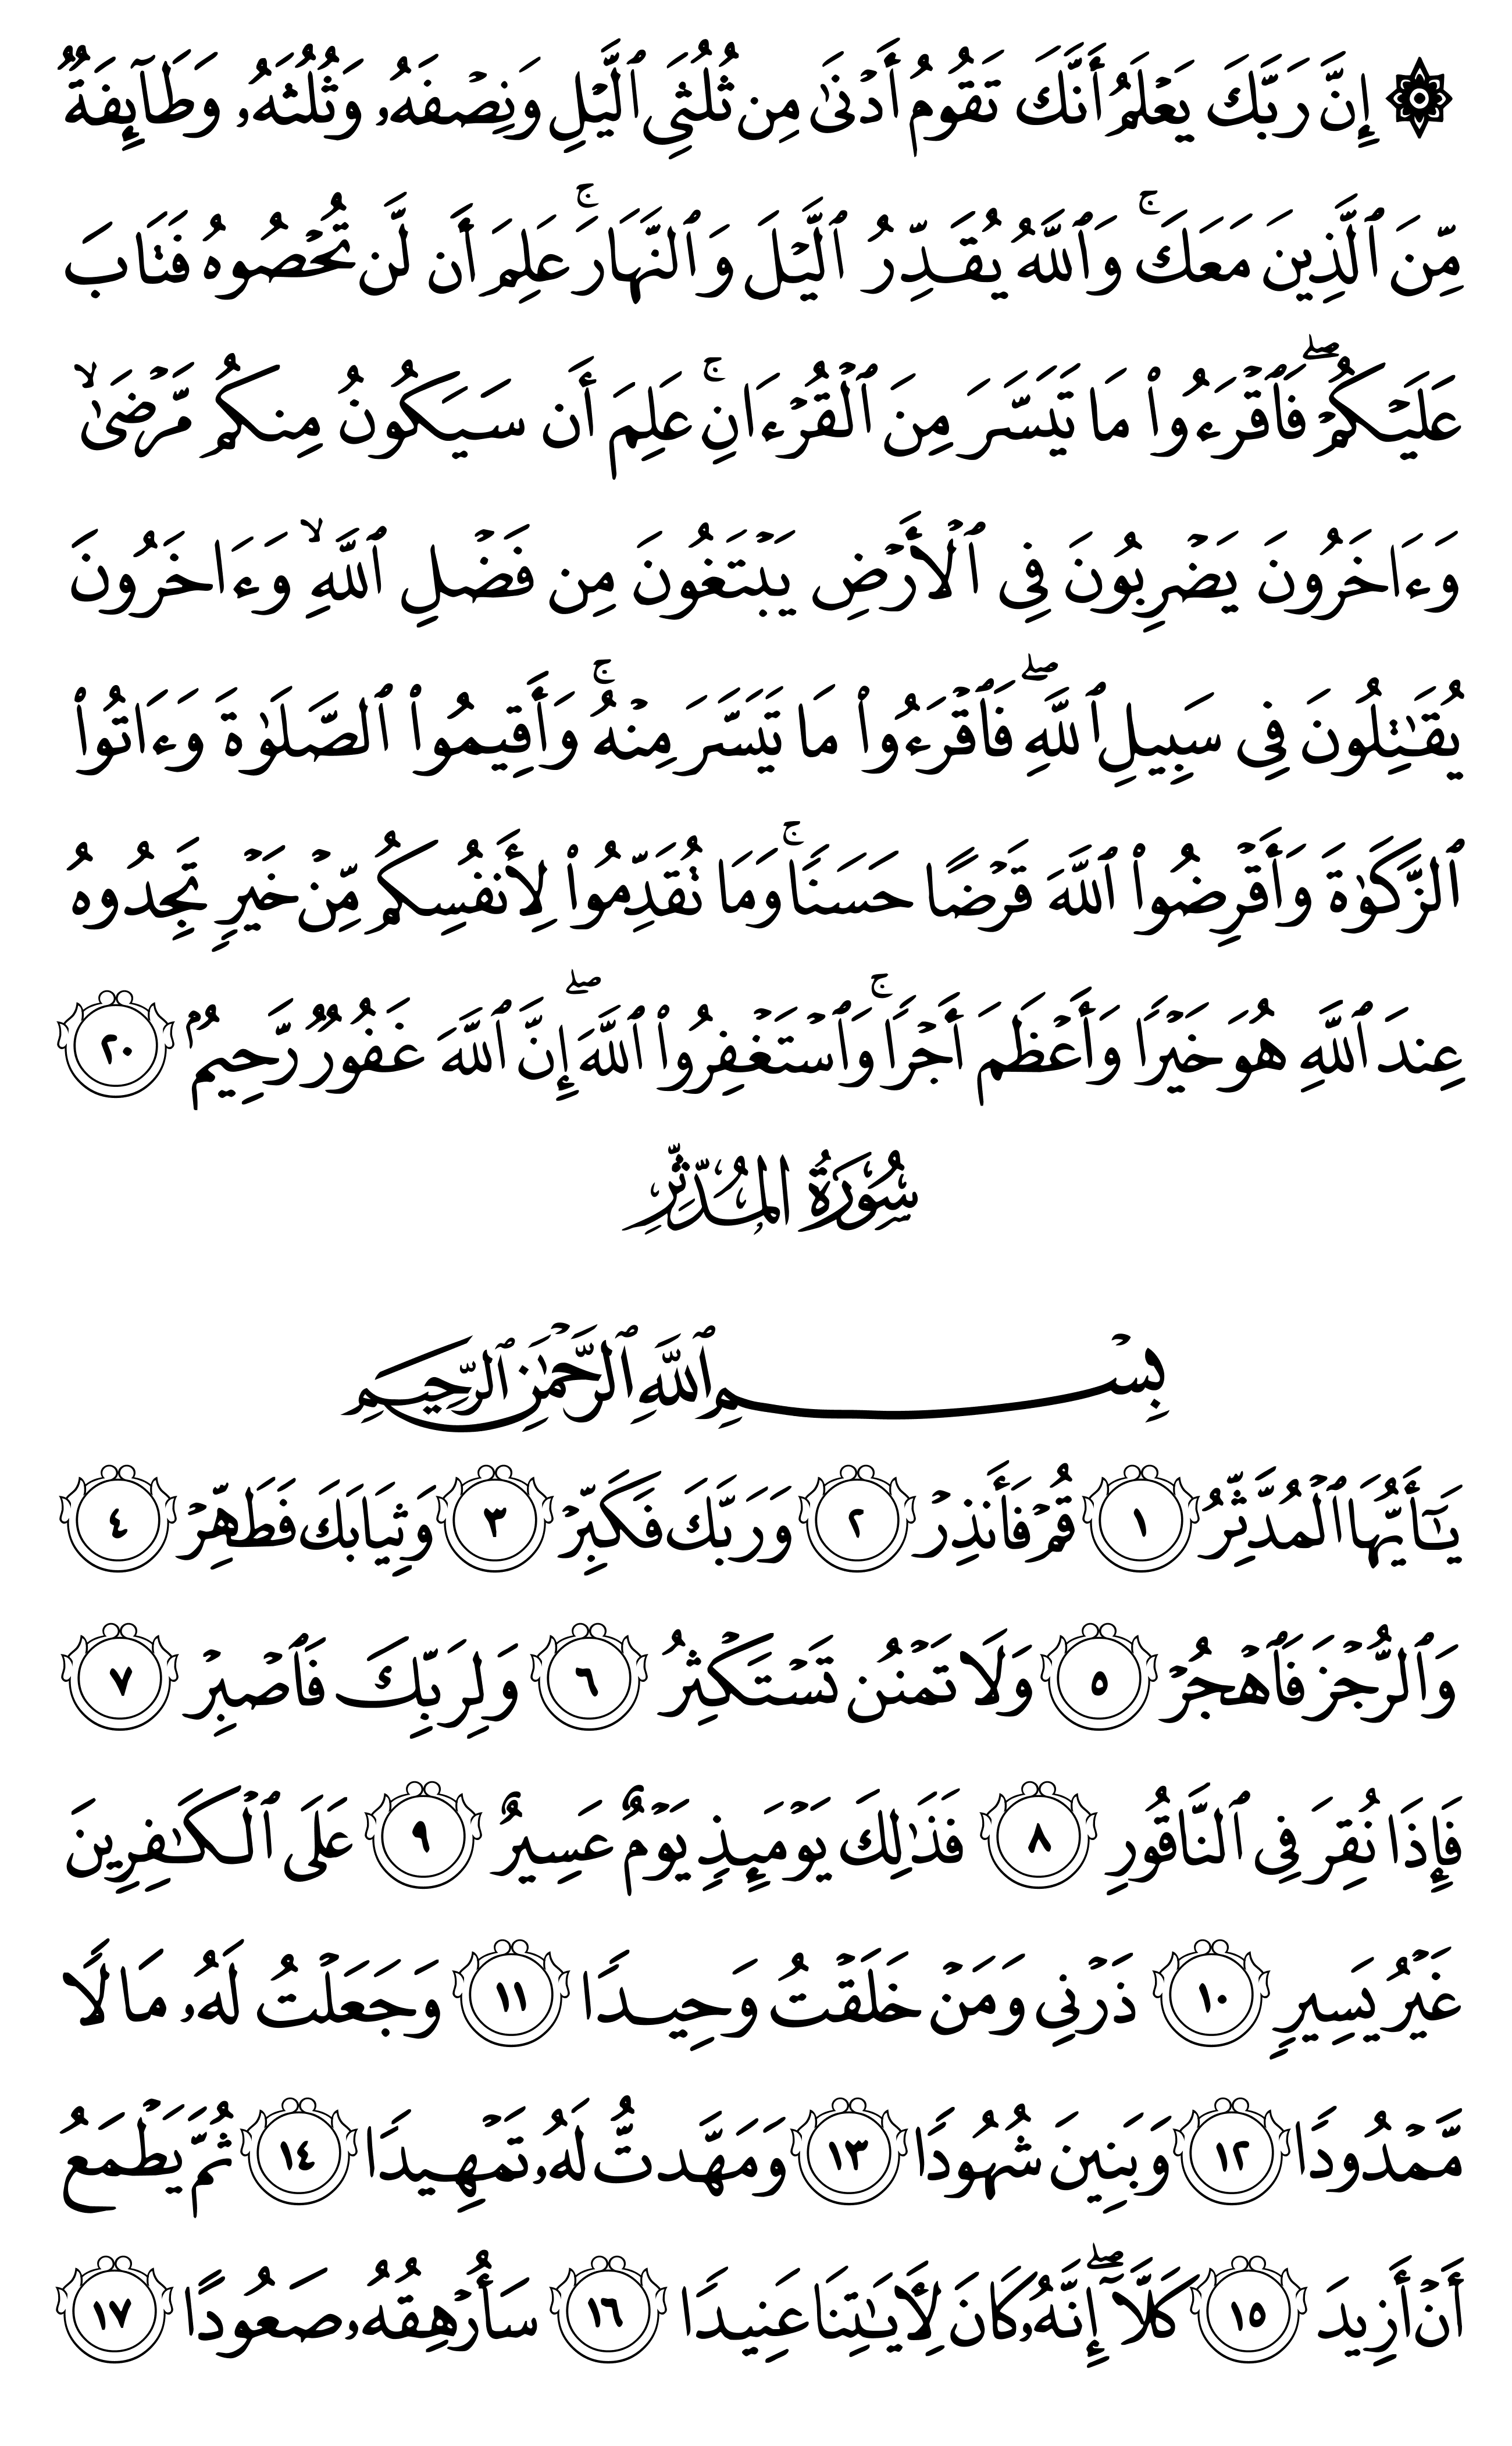 ۞ إِنَّ رَبَّكَ يَعۡلَمُ أَنَّكَ تَقُومُ أَدۡنَىٰ مِن ثُلُثَيِ ٱلَّيۡلِ وَنِصۡفَهُۥ وَثُلُثَهُۥ وَطَآئِفَةٞ
مِّنَ ٱلَّذِينَ مَعَكَۚ وَٱللَّهُ يُقَدِّرُ ٱلَّيۡلَ وَٱلنَّهَارَۚ عَلِمَ أَن لَّن تُحۡصُوهُ فَتَابَ
عَلَيۡكُمۡۖ فَٱقۡرَءُواْ مَا تَيَسَّرَ مِنَ ٱلۡقُرۡءَانِۚ عَلِمَ أَن سَيَكُونُ مِنكُم مَّرۡضَىٰ ۙ
وَءَاخَرُونَ يَضۡرِبُونَ فِي ٱلۡأَرۡضِ يَبۡتَغُونَ مِن فَضۡلِ ٱللَّهِ ۙ وَءَاخَرُونَ
يُقَٰتِلُونَ فِي سَبِيلِ ٱللَّهِۖ فَٱقۡرَءُواْ مَا تَيَسَّرَ مِنۡهُۚ وَأَقِيمُواْ ٱلصَّلَوٰةَ وَءَاتُواْ
ٱلزَّكَوٰةَ وَأَقۡرِضُواْ ٱللَّهَ قَرۡضًا حَسَنٗاۚ وَمَا تُقَدِّمُواْ لِأَنفُسِكُم مِّنۡ خَيۡرٖ تَجِدُوهُ
عِندَ ٱللَّهِ هُوَ خَيۡرٗا وَأَعۡظَمَ أَجۡرٗاۚ وَٱسۡتَغۡفِرُواْ ٱللَّهَۖ إِنَّ ٱللَّهَ غَفُورٞ رَّحِيمُۢ ٢٠
سُورَةُ المُدَّثِّرِ
بِسۡمِ ٱللَّهِ ٱلرَّحۡمَٰنِ ٱلرَّحِيمِ
يَٰٓأَيُّهَا ٱلۡمُدَّثِّرُ ١ قُمۡ فَأَنذِرۡ ٢ وَرَبَّكَ فَكَبِّرۡ ٣ وَثِيَابَكَ فَطَهِّرۡ ٤
وَٱلرُّجۡزَ فَٱهۡجُرۡ ٥ وَلَا تَمۡنُن تَسۡتَكۡثِرُ ٦ وَلِرَبِّكَ فَٱصۡبِرۡ ٧
فَإِذَا نُقِرَ فِي ٱلنَّاقُورِ ٨ فَذَٰلِكَ يَوۡمَئِذٖ يَوۡمٌ عَسِيرٌ ٩ عَلَى ٱلۡكَٰفِرِينَ
غَيۡرُ يَسِيرٖ ١٠ ذَرۡنِي وَمَنۡ خَلَقۡتُ وَحِيدٗا ١١ وَجَعَلۡتُ لَهُۥ مَالٗا
مَّمۡدُودٗا ١٢ وَبَنِينَ شُهُودٗا ١٣ وَمَهَّدتُّ لَهُۥ تَمۡهِيدٗا ١٤ ثُمَّ يَطۡمَعُ
أَنۡ أَزِيدَ ١٥ كَلَّآۖ إِنَّهُۥ كَانَ لِأٓيَٰتِنَا عَنِيدٗا ١٦ سَأُرۡهِقُهُۥ صَعُودًا ١٧